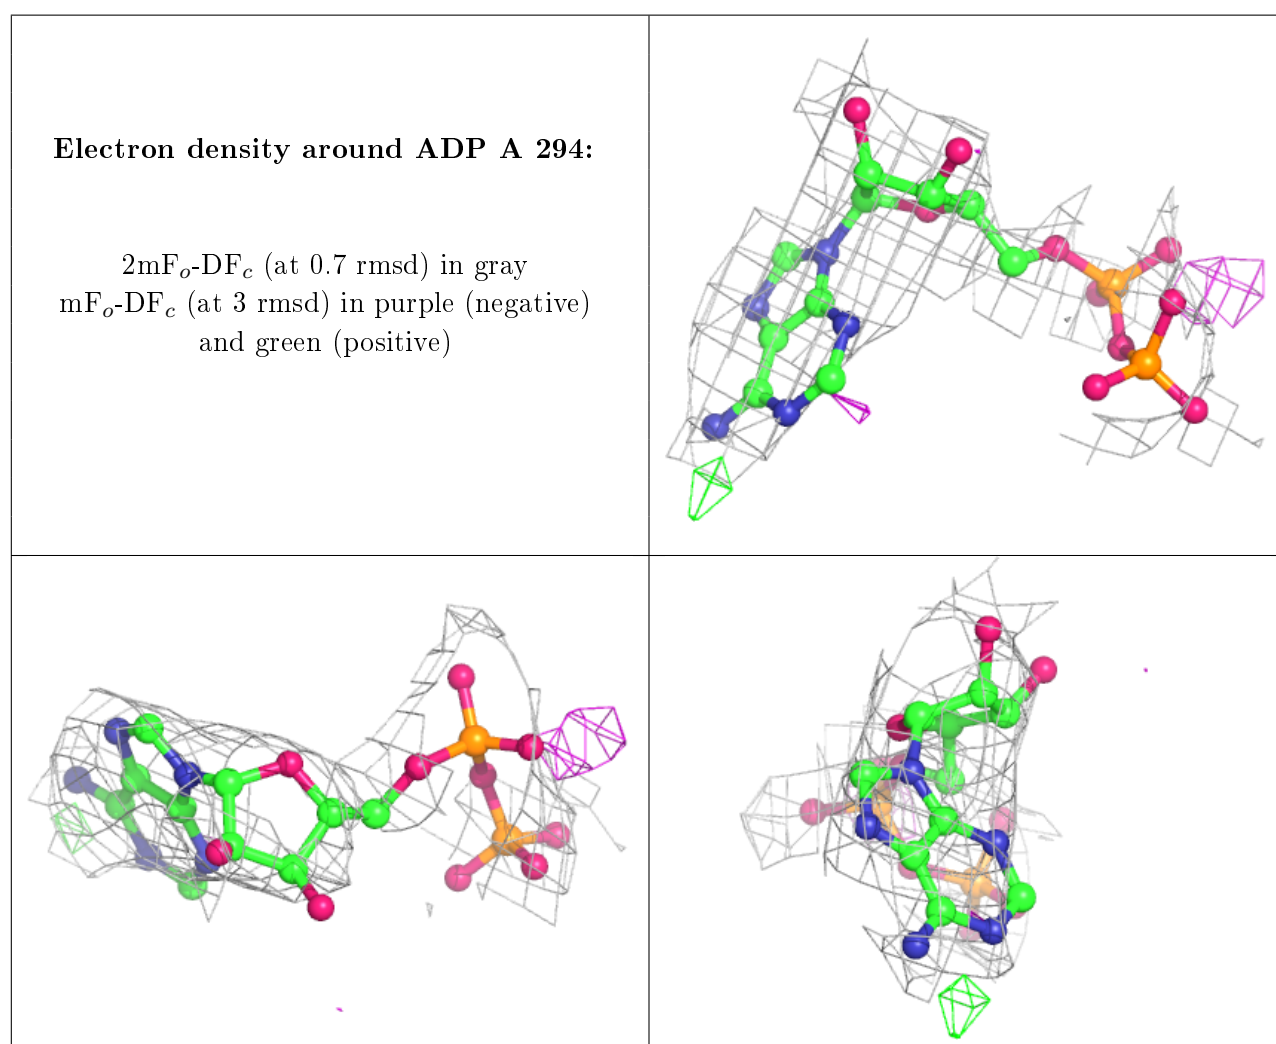 Electron density around ADP A 294:
2mFₒ-DF𝒸 (at 0.7 rmsd) in gray
mFₒ-DF𝒸 (at 3 rmsd) in purple (negative)
and green (positive)